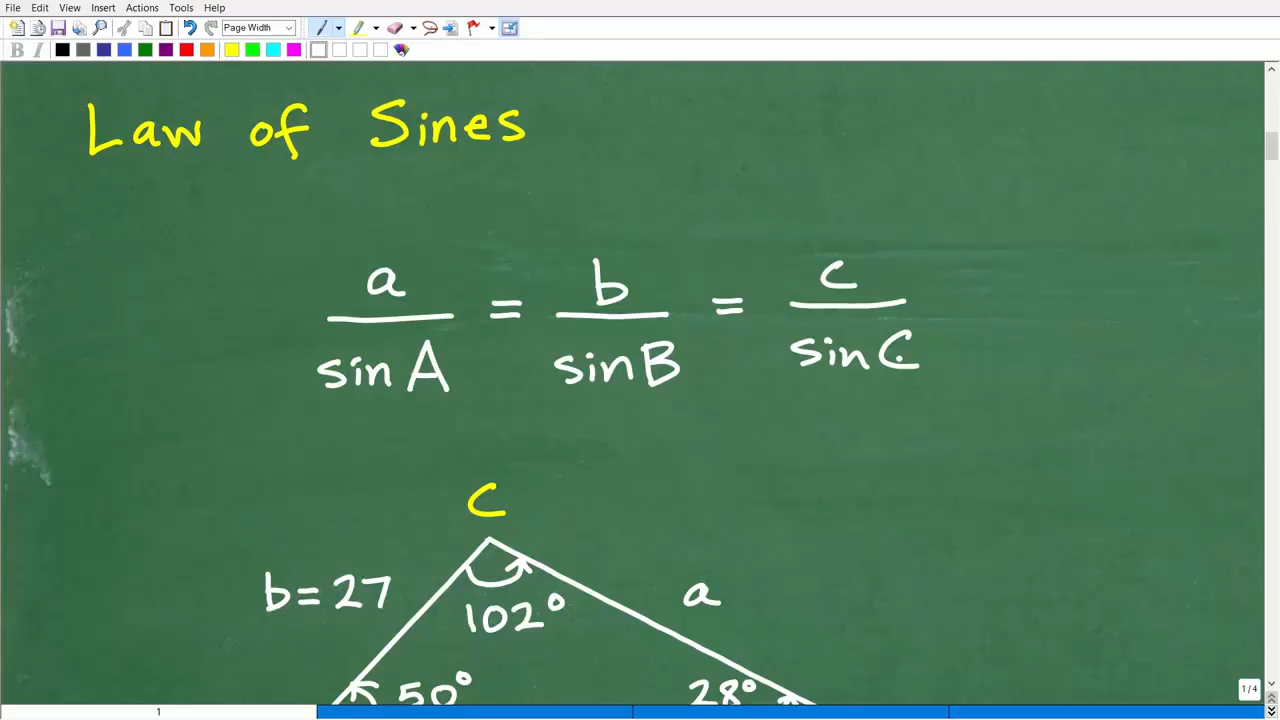 File Edit View Insert Actions Tools Help
Page Width
B I
Law of Sines
a/sin A = b/sin B = c/sin C
C
b=27
a
102°
50°
28°
1/4
1